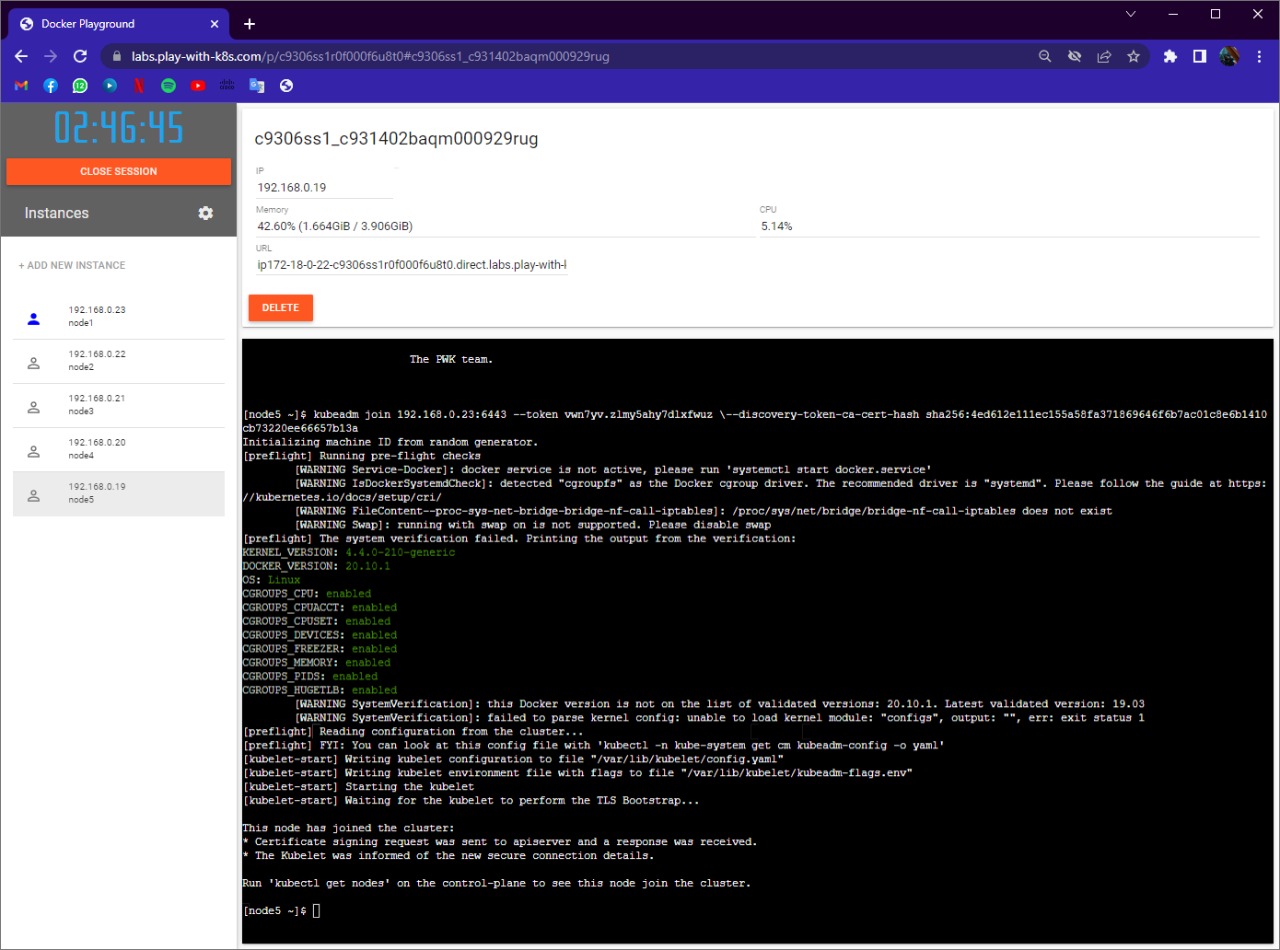 Docker Playground
labs.play-with-k8s.com/p/c9306ss1r0f000f6u8t0#c9306ss1_c931402baqm000929rug
12
02:46:45
CLOSE SESSION
Instances
+ ADD NEW INSTANCE
192.168.0.23
node1
192.168.0.22
node2
192.168.0.21
node3
192.168.0.20
node4
192.168.0.19
node5
c9306ss1_c931402baqm000929rug
IP
192.168.0.19
Memory
42.60% (1.664GiB / 3.906GiB)
CPU
5.14%
URL
ip172-18-0-22-c9306ss1r0f000f6u8t0.direct.labs.play-with-k
DELETE
The PWK team.
[node5 ~]$ kubeadm join 192.168.0.23:6443 --token vwn7yv.zlmy5ahy7dlxfwuz \--discovery-token-ca-cert-hash sha256:4ed612e111ec155a58fa371869646f6b7ac01c8e6b1410
cb73220ee66657b13a
Initializing machine ID from random generator.
[preflight] Running pre-flight checks
[WARNING Service-Docker]: docker service is not active, please run 'systemctl start docker.service'
[WARNING IsDockerSystemdCheck]: detected "cgroupfs" as the Docker cgroup driver. The recommended driver is "systemd". Please follow the guide at https:
//kubernetes.io/docs/setup/cri/
[WARNING FileContent--proc-sys-net-bridge-bridge-nf-call-iptables]: /proc/sys/net/bridge/bridge-nf-call-iptables does not exist
[WARNING Swap]: running with swap on is not supported. Please disable swap
[preflight] The system verification failed. Printing the output from the verification:
KERNEL_VERSION: 4.4.0-210-generic
DOCKER_VERSION: 20.10.1
OS: Linux
CGROUPS_CPU: enabled
CGROUPS_CPUACCT: enabled
CGROUPS_CPUSET: enabled
CGROUPS_DEVICES: enabled
CGROUPS_FREEZER: enabled
CGROUPS_MEMORY: enabled
CGROUPS_PIDS: enabled
CGROUPS_HUGETLB: enabled
[WARNING SystemVerification]: this Docker version is not on the list of validated versions: 20.10.1. Latest validated version: 19.03
[WARNING SystemVerification]: failed to parse kernel config: unable to load kernel module: "configs", output: "", err: exit status 1
[preflight] Reading configuration from the cluster...
[preflight] FYI: You can look at this config file with 'kubectl -n kube-system get cm kubeadm-config -o yaml'
[kubelet-start] Writing kubelet configuration to file "/var/lib/kubelet/config.yaml"
[kubelet-start] Writing kubelet environment file with flags to file "/var/lib/kubelet/kubeadm-flags.env"
[kubelet-start] Starting the kubelet
[kubelet-start] Waiting for the kubelet to perform the TLS Bootstrap...
This node has joined the cluster:
* Certificate signing request was sent to apiserver and a response was received.
* The Kubelet was informed of the new secure connection details.
Run 'kubectl get nodes' on the control-plane to see this node join the cluster.
[node5 ~]$